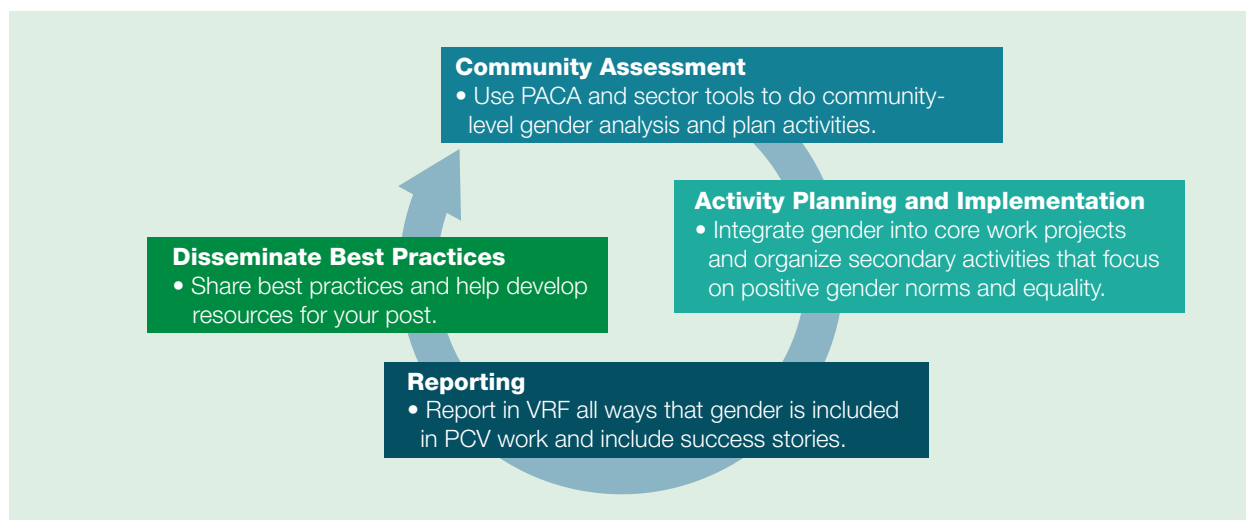 Community Assessment
• Use PACA and sector tools to do community-
level gender analysis and plan activities.
Activity Planning and Implementation
• Integrate gender into core work projects
and organize secondary activities that focus
on positive gender norms and equality.
Reporting
• Report in VRF all ways that gender is included
in PCV work and include success stories.
Disseminate Best Practices
• Share best practices and help develop
resources for your post.